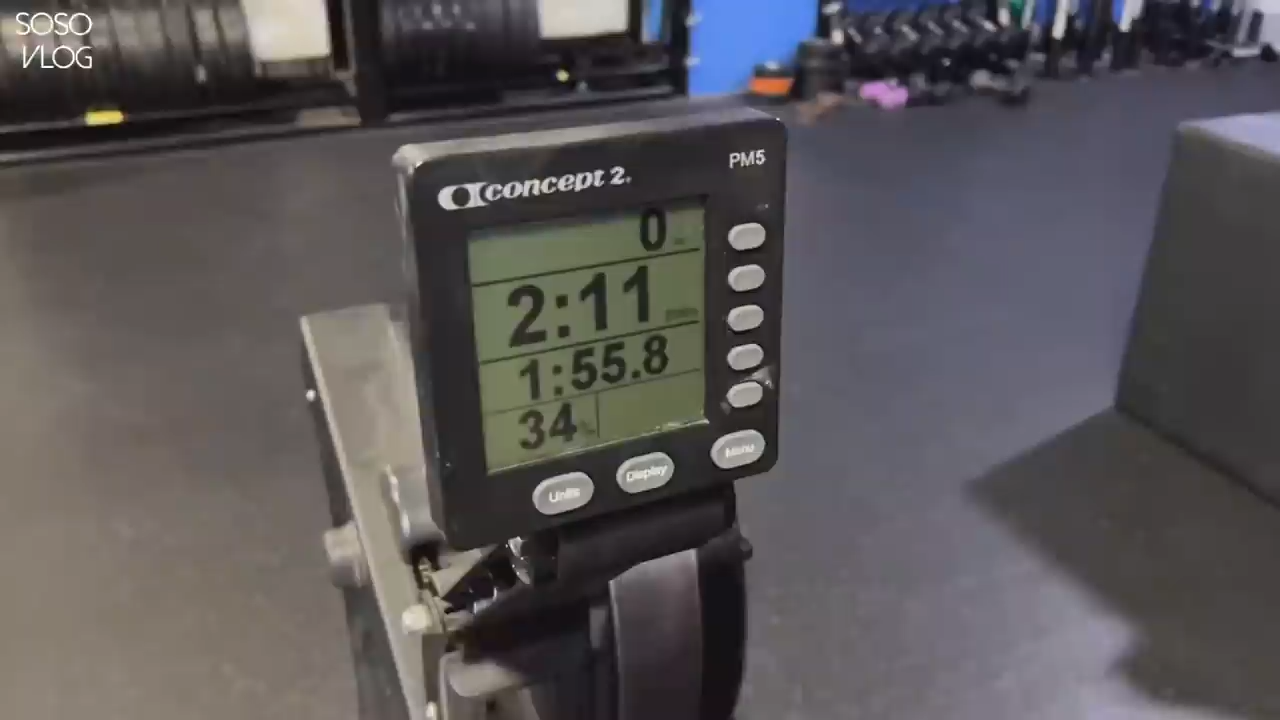 SOSO
VLOG
concept 2.
PM5
0
2:11
1:55.8
34
Units
Display
Menu